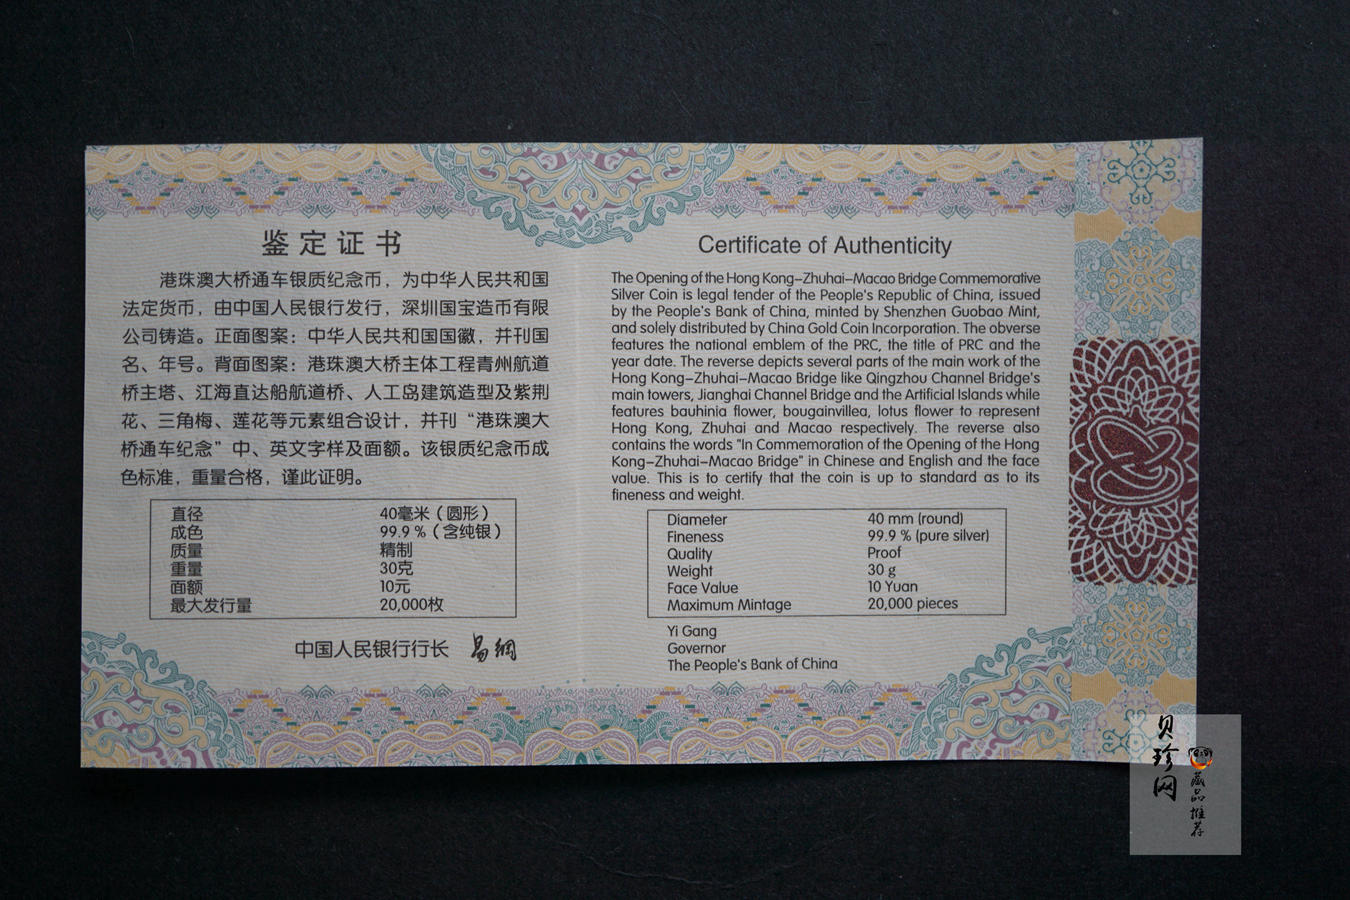 鉴定证书
港珠澳大桥通车银质纪念币，为中华人民共和国
法定货币，由中国人民银行发行，深圳国宝造币有限
公司铸造。正面图案：中华人民共和国国徽，并刊国
名、年号。背面图案：港珠澳大桥主体工程青州航道
桥主塔、江海直达船航道桥、人工岛建筑造型及紫荆
花、三角梅、莲花等元素组合设计，并刊“港珠澳大
桥通车纪念”中、英文字样及面额。该银质纪念币成
色标准，重量合格，谨此证明。
直径 40毫米（圆形）
成色 99.9％（含纯银）
质量 精制
重量 30克
面额 10元
最大发行量 20,000枚
中国人民银行行长 易纲
Certificate of Authenticity
The Opening of the Hong Kong–Zhuhai–Macao Bridge Commemorative
Silver Coin is legal tender of the People's Republic of China, issued
by the People's Bank of China, minted by Shenzhen Guobao Mint,
and solely distributed by China Gold Coin Incorporation. The obverse
features the national emblem of the PRC, the title of PRC and the
year date. The reverse depicts several parts of the main work of the
Hong Kong–Zhuhai–Macao Bridge like Qingzhou Channel Bridge's
main towers, Jianghai Channel Bridge and the Artificial Islands while
features bauhinia flower, bougainvillea, lotus flower to represent
Hong Kong, Zhuhai and Macao respectively. The reverse also
contains the words "In Commemoration of the Opening of the Hong
Kong–Zhuhai–Macao Bridge" in Chinese and English and the face
value. This is to certify that the coin is up to standard as to its
fineness and weight.
Diameter 40 mm (round)
Fineness 99.9 % (pure silver)
Quality Proof
Weight 30 g
Face Value 10 Yuan
Maximum Mintage 20,000 pieces
Yi Gang
Governor
The People's Bank of China
贝珍网
藏品推荐